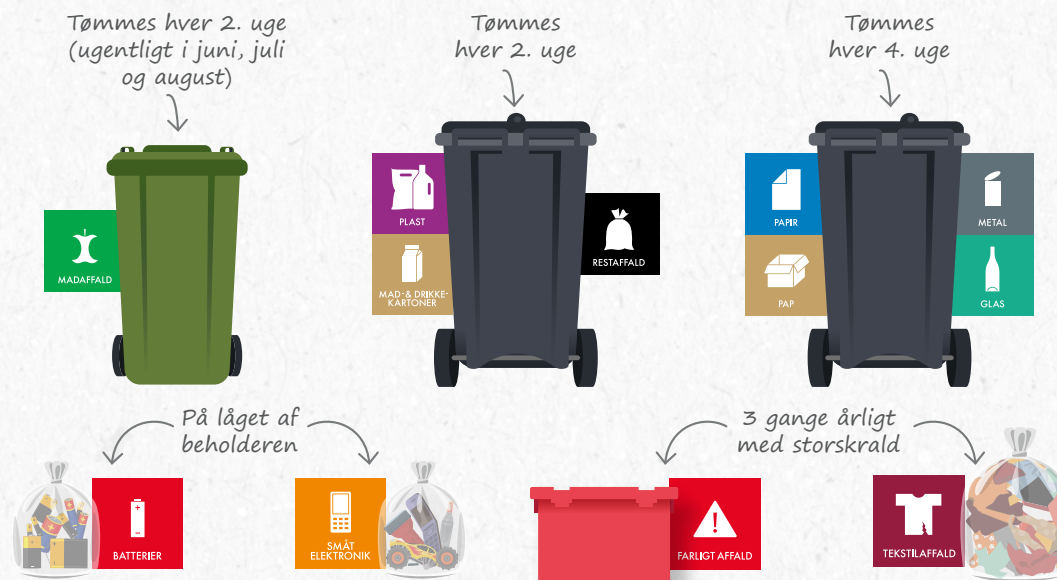 Tømmes hver 2. uge
(ugentligt i juni, juli
og august)
Tømmes
hver 2. uge
Tømmes
hver 4. uge
MADAFFALD
PLAST
MAD-& DRIKKE-
KARTONER
RESTAFFALD
PAPIR
PAP
METAL
GLAS
På låget af
beholderen
3 gange årligt
med storskrald
BATTERIER
SMÅT
ELEKTRONIK
FARLIGT AFFALD
TEKSTILAFFALD